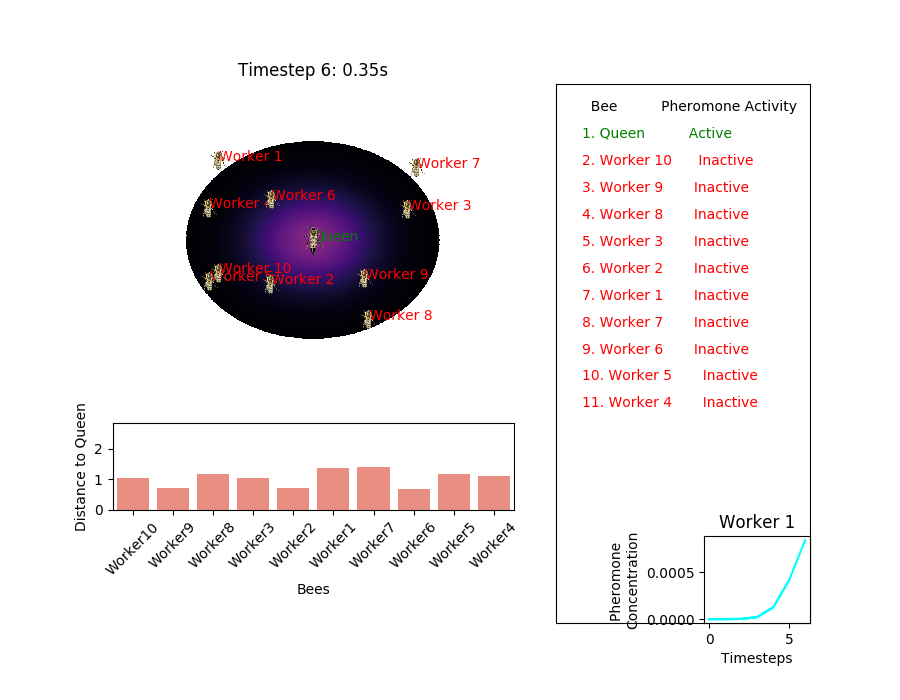 Timestep 6: 0.35s
Worker 1
Worker 7
Worker 6
Worker
Worker 3
Queen
Worker 10
Worker 9
Worker 2
Worker 8
Bee Pheromone Activity
1. Queen Active
2. Worker 10 Inactive
3. Worker 9 Inactive
4. Worker 8 Inactive
5. Worker 3 Inactive
6. Worker 2 Inactive
7. Worker 1 Inactive
8. Worker 7 Inactive
9. Worker 6 Inactive
10. Worker 5 Inactive
11. Worker 4 Inactive
Distance to Queen
2
1
0
Worker10
Worker9
Worker8
Worker3
Worker2
Worker1
Worker7
Worker6
Worker5
Worker4
Bees
Worker 1
Pheromone
Concentration
0.0005
0.0000
0 5
Timesteps